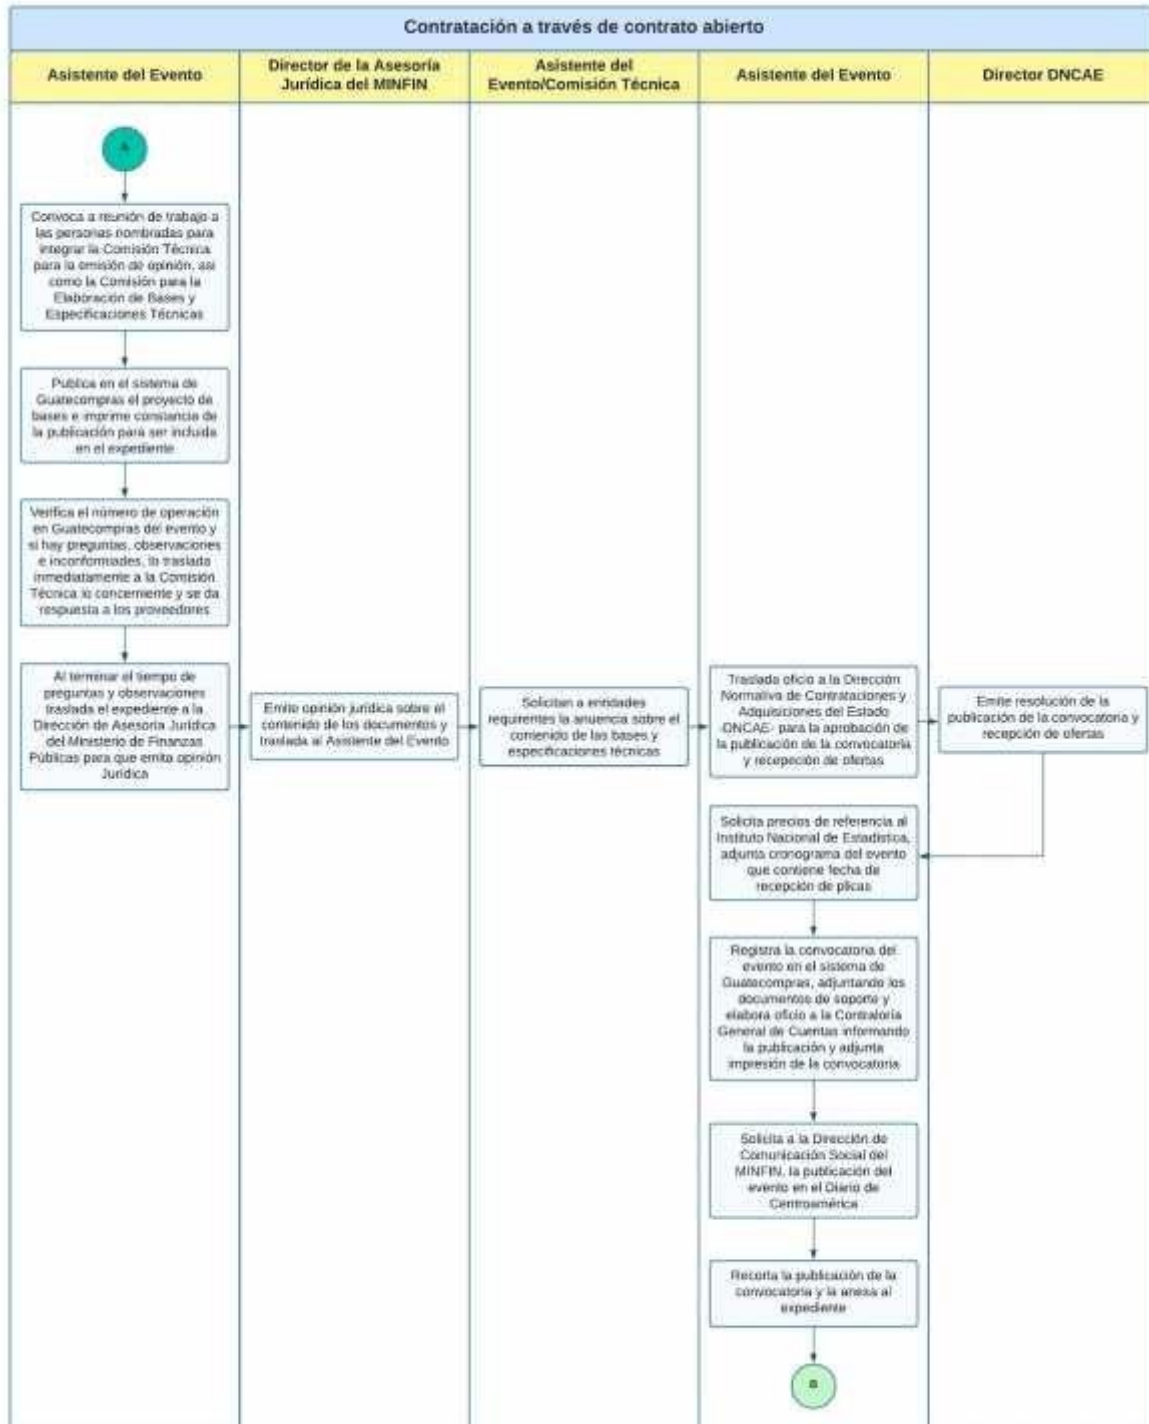 Contratación a través de contrato abierto
Asistente del Evento
Director de la Asesoría
Jurídica del MINFIN
Asistente del
Evento/Comisión Técnica
Asistente del Evento
Director DNCAE
A
Convoca a reunión de trabajo a
las personas nombradas para
integrar la Comisión Técnica
para la emisión de opinión, así
como la Comisión para la
Elaboración de Bases y
Especificaciones Técnicas
Publica en el sistema de
Guatecompras el proyecto de
bases e imprime constancia de
la publicación para ser incluida
en el expediente
Verifica el número de operación
en Guatecompras del evento y
si hay preguntas, observaciones
e inconformidades, lo traslada
inmediatamente a la Comisión
Técnica lo concerniente y se da
respuesta a los proveedores
Al terminar el tiempo de
preguntas y observaciones
traslada el expediente a la
Dirección de Asesoría Jurídica
del Ministerio de Finanzas
Públicas para que emita opinión
Jurídica
Emite opinión jurídica sobre el
contenido de los documentos y
traslada al Asistente del Evento
Solicitan a entidades
requirentes la anuencia sobre el
contenido de las bases y
especificaciones técnicas
Traslada oficio a la Dirección
Normativa de Contrataciones y
Adquisiciones del Estado
-DNCAE- para la aprobación de
la publicación de la convocatoria
y recepeción de ofertas
Emite resolución de la
publicación de la convocatoria y
recepción de ofertas
Solicita precios de referencia al
Instituto Nacional de Estadística,
adjunta cronograma del evento
que contiene fecha de
recepción de plicas
Registra la convocatoria del
evento en el sistema de
Guatecompras, adjuntando los
documentos de soporte y
elabora oficio a la Contraloría
General de Cuentas informando
la publicación y adjunta
impresión de la convocatoria
Solicita a la Dirección de
Comunicación Social del
MINFIN, la publicación del
evento en el Diario de
Centroamérica
Recorta la publicación de la
convocatoria y la anexa al
expediente
B